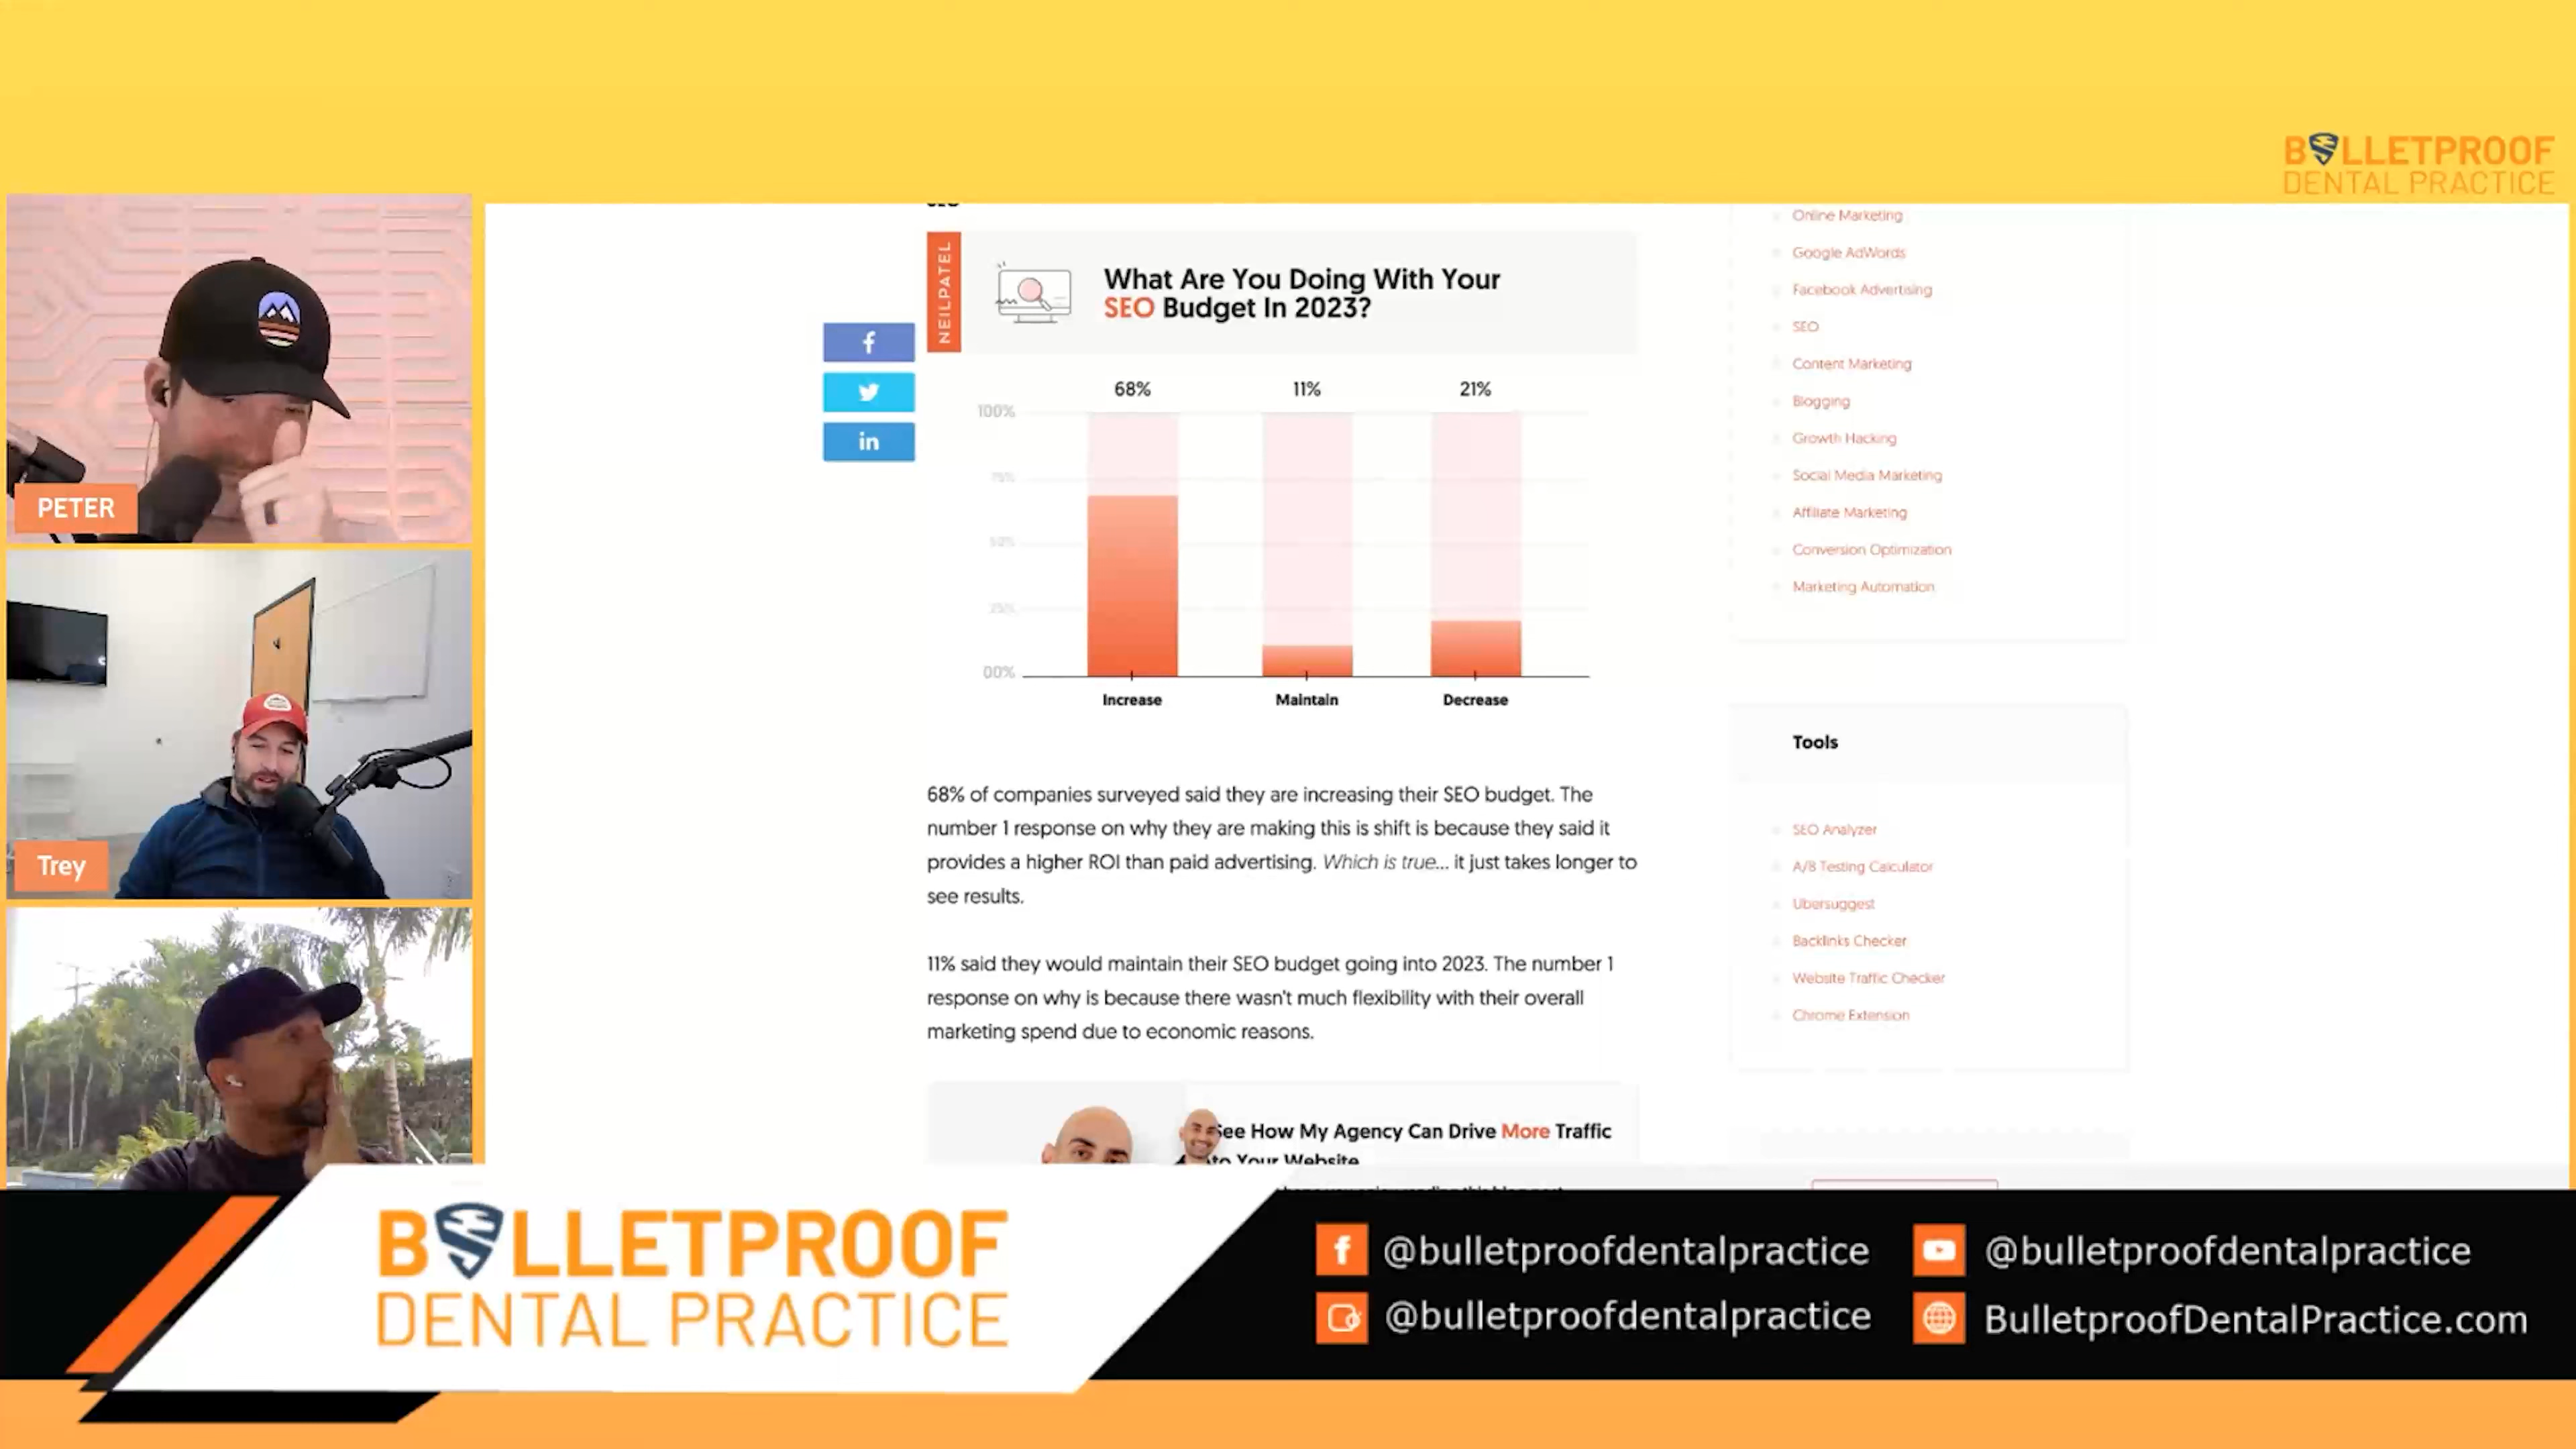 BULLETPROOF
DENTAL PRACTICE
PETER
Trey
NEILPATEL
What Are You Doing With Your
SEO Budget In 2023?
68%
11%
21%
100%
75%
50%
25%
00%
Increase
Maintain
Decrease
68% of companies surveyed said they are increasing their SEO budget. The
number 1 response on why they are making this is shift is because they said it
provides a higher ROI than paid advertising. Which is true... it just takes longer to
see results.
11% said they would maintain their SEO budget going into 2023. The number 1
response on why is because there wasn't much flexibility with their overall
marketing spend due to economic reasons.
See How My Agency Can Drive More Traffic
to Your Website
Online Marketing
Google AdWords
Facebook Advertising
SEO
Content Marketing
Blogging
Growth Hacking
Social Media Marketing
Affiliate Marketing
Conversion Optimization
Marketing Automation
Tools
SEO Analyzer
A/B Testing Calculator
Ubersuggest
Backlinks Checker
Website Traffic Checker
Chrome Extension
BULLETPROOF
DENTAL PRACTICE
@bulletproofdentalpractice
@bulletproofdentalpractice
@bulletproofdentalpractice
BulletproofDentalPractice.com